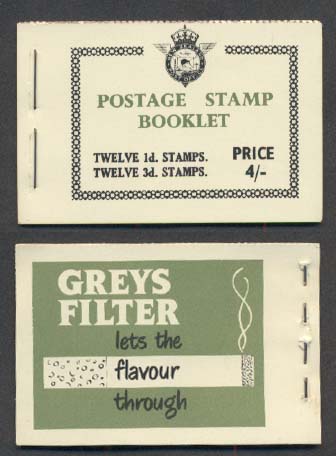 POSTAGE STAMP
BOOKLET
TWELVE 1d. STAMPS.
TWELVE 3d. STAMPS.
PRICE
4/-
GREYS
FILTER
lets the
flavour
through